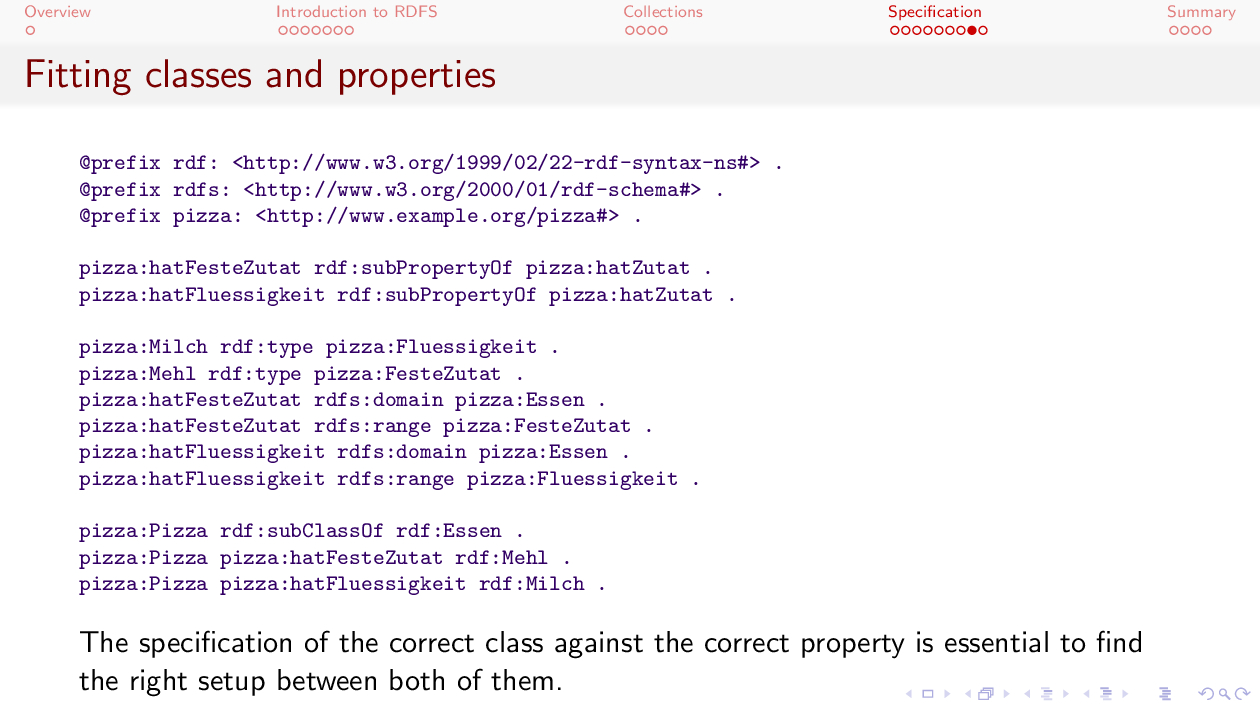 Overview
Introduction to RDFS
Collections
Specification
Summary
Fitting classes and properties
@prefix rdf: <http://www.w3.org/1999/02/22-rdf-syntax-ns#> .
@prefix rdfs: <http://www.w3.org/2000/01/rdf-schema#> .
@prefix pizza: <http://www.example.org/pizza#> .
pizza:hatFesteZutat rdf:subPropertyOf pizza:hatZutat .
pizza:hatFluessigkeit rdf:subPropertyOf pizza:hatZutat .
pizza:Milch rdf:type pizza:Fluessigkeit .
pizza:Mehl rdf:type pizza:FesteZutat .
pizza:hatFesteZutat rdfs:domain pizza:Essen .
pizza:hatFesteZutat rdfs:range pizza:FesteZutat .
pizza:hatFluessigkeit rdfs:domain pizza:Essen .
pizza:hatFluessigkeit rdfs:range pizza:Fluessigkeit .
pizza:Pizza rdf:subClassOf rdf:Essen .
pizza:Pizza pizza:hatFesteZutat rdf:Mehl .
pizza:Pizza pizza:hatFluessigkeit rdf:Milch .
The specification of the correct class against the correct property is essential to find
the right setup between both of them.